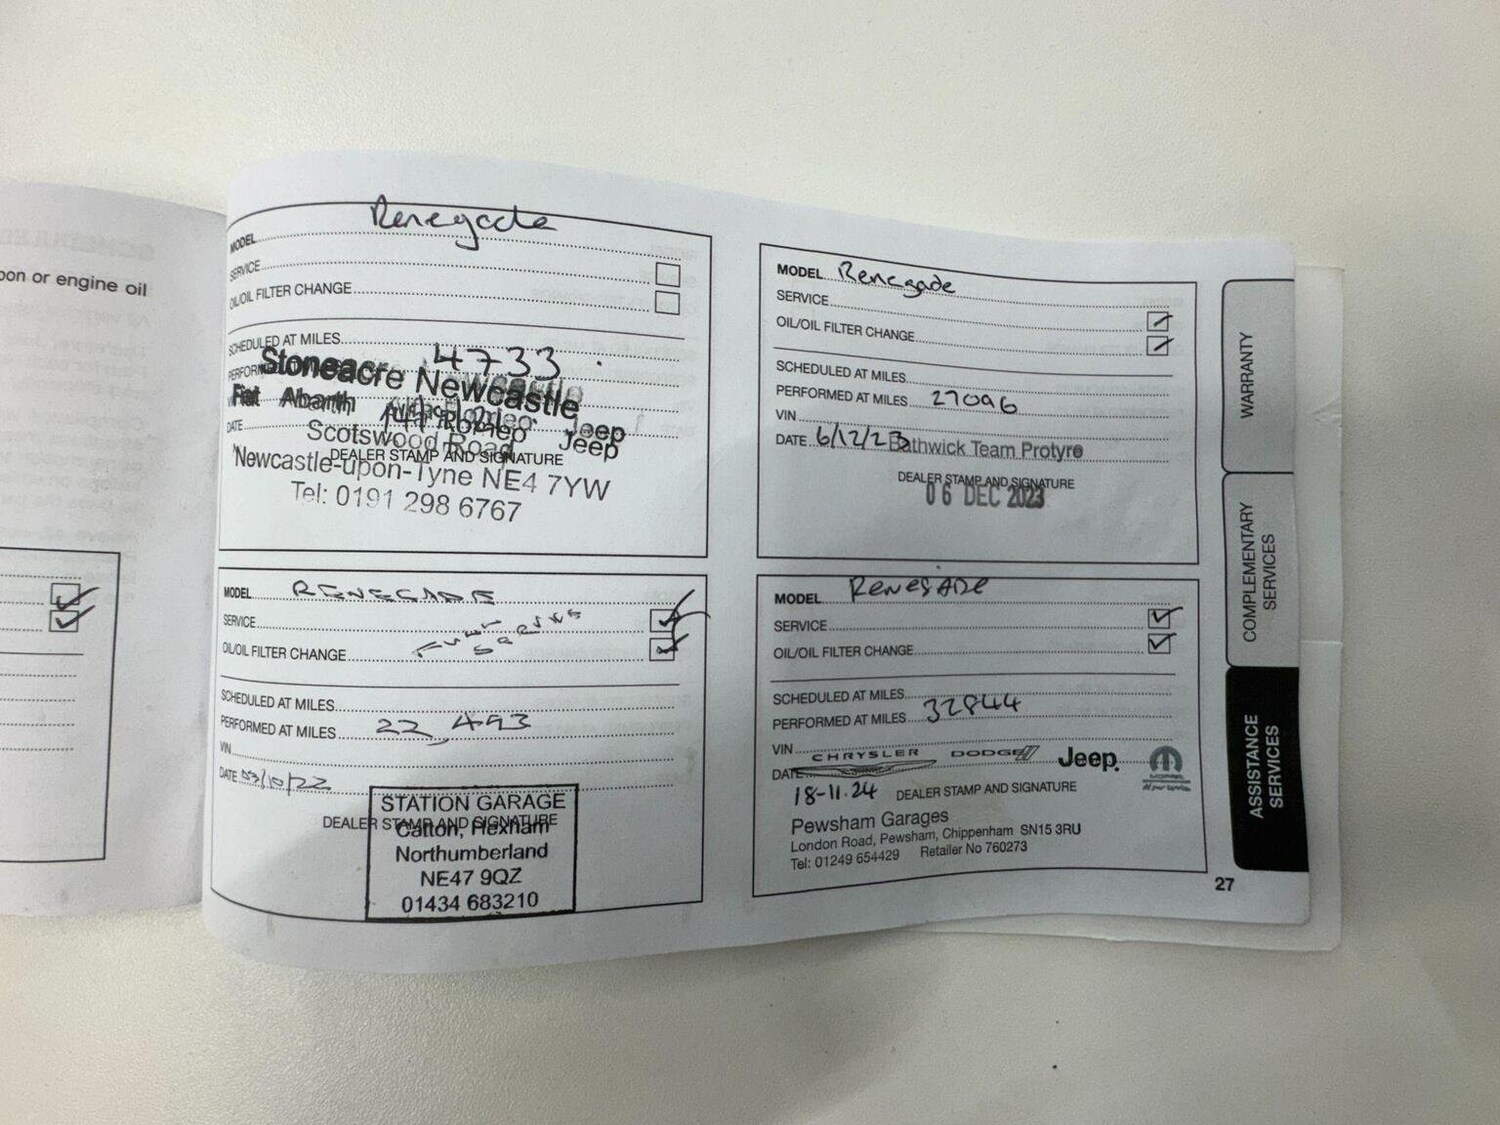 oon or engine oil
Renegade
MODEL
SERVICE
OIL/OIL FILTER CHANGE
SCHEDULED AT MILES
4733
Stoneacre Newcastle
Fiat Abarth Alfa Romeo Jeep
DATE
Scotswood Road
DEALER STAMP AND SIGNATURE
Newcastle-upon-Tyne NE4 7YW
Tel: 0191 298 6767
MODEL RENEGADE
SERVICE
OIL/OIL FILTER CHANGE
SCHEDULED AT MILES
PERFORMED AT MILES 22,493
VIN
DATE 03/10/22
STATION GARAGE
DEALER STAMP AND SIGNATURE
Catton, Hexham
Northumberland
NE47 9QZ
01434 683210
MODEL Renegade
SERVICE
OIL/OIL FILTER CHANGE
SCHEDULED AT MILES
PERFORMED AT MILES 27096
VIN
DATE 6/12/23 Bathwick Team Protyre
DEALER STAMP AND SIGNATURE
06 DEC 2023
MODEL ReneGADe
SERVICE
OIL/OIL FILTER CHANGE
SCHEDULED AT MILES
PERFORMED AT MILES 32844
VIN
CHRYSLER DODGE Jeep MOPAR
DATE
18-11.24 DEALER STAMP AND SIGNATURE
Pewsham Garages
London Road, Pewsham, Chippenham SN15 3RU
Tel: 01249 654429 Retailer No 760273
27
WARRANTY
COMPLEMENTARY
SERVICES
ASSISTANCE
SERVICES